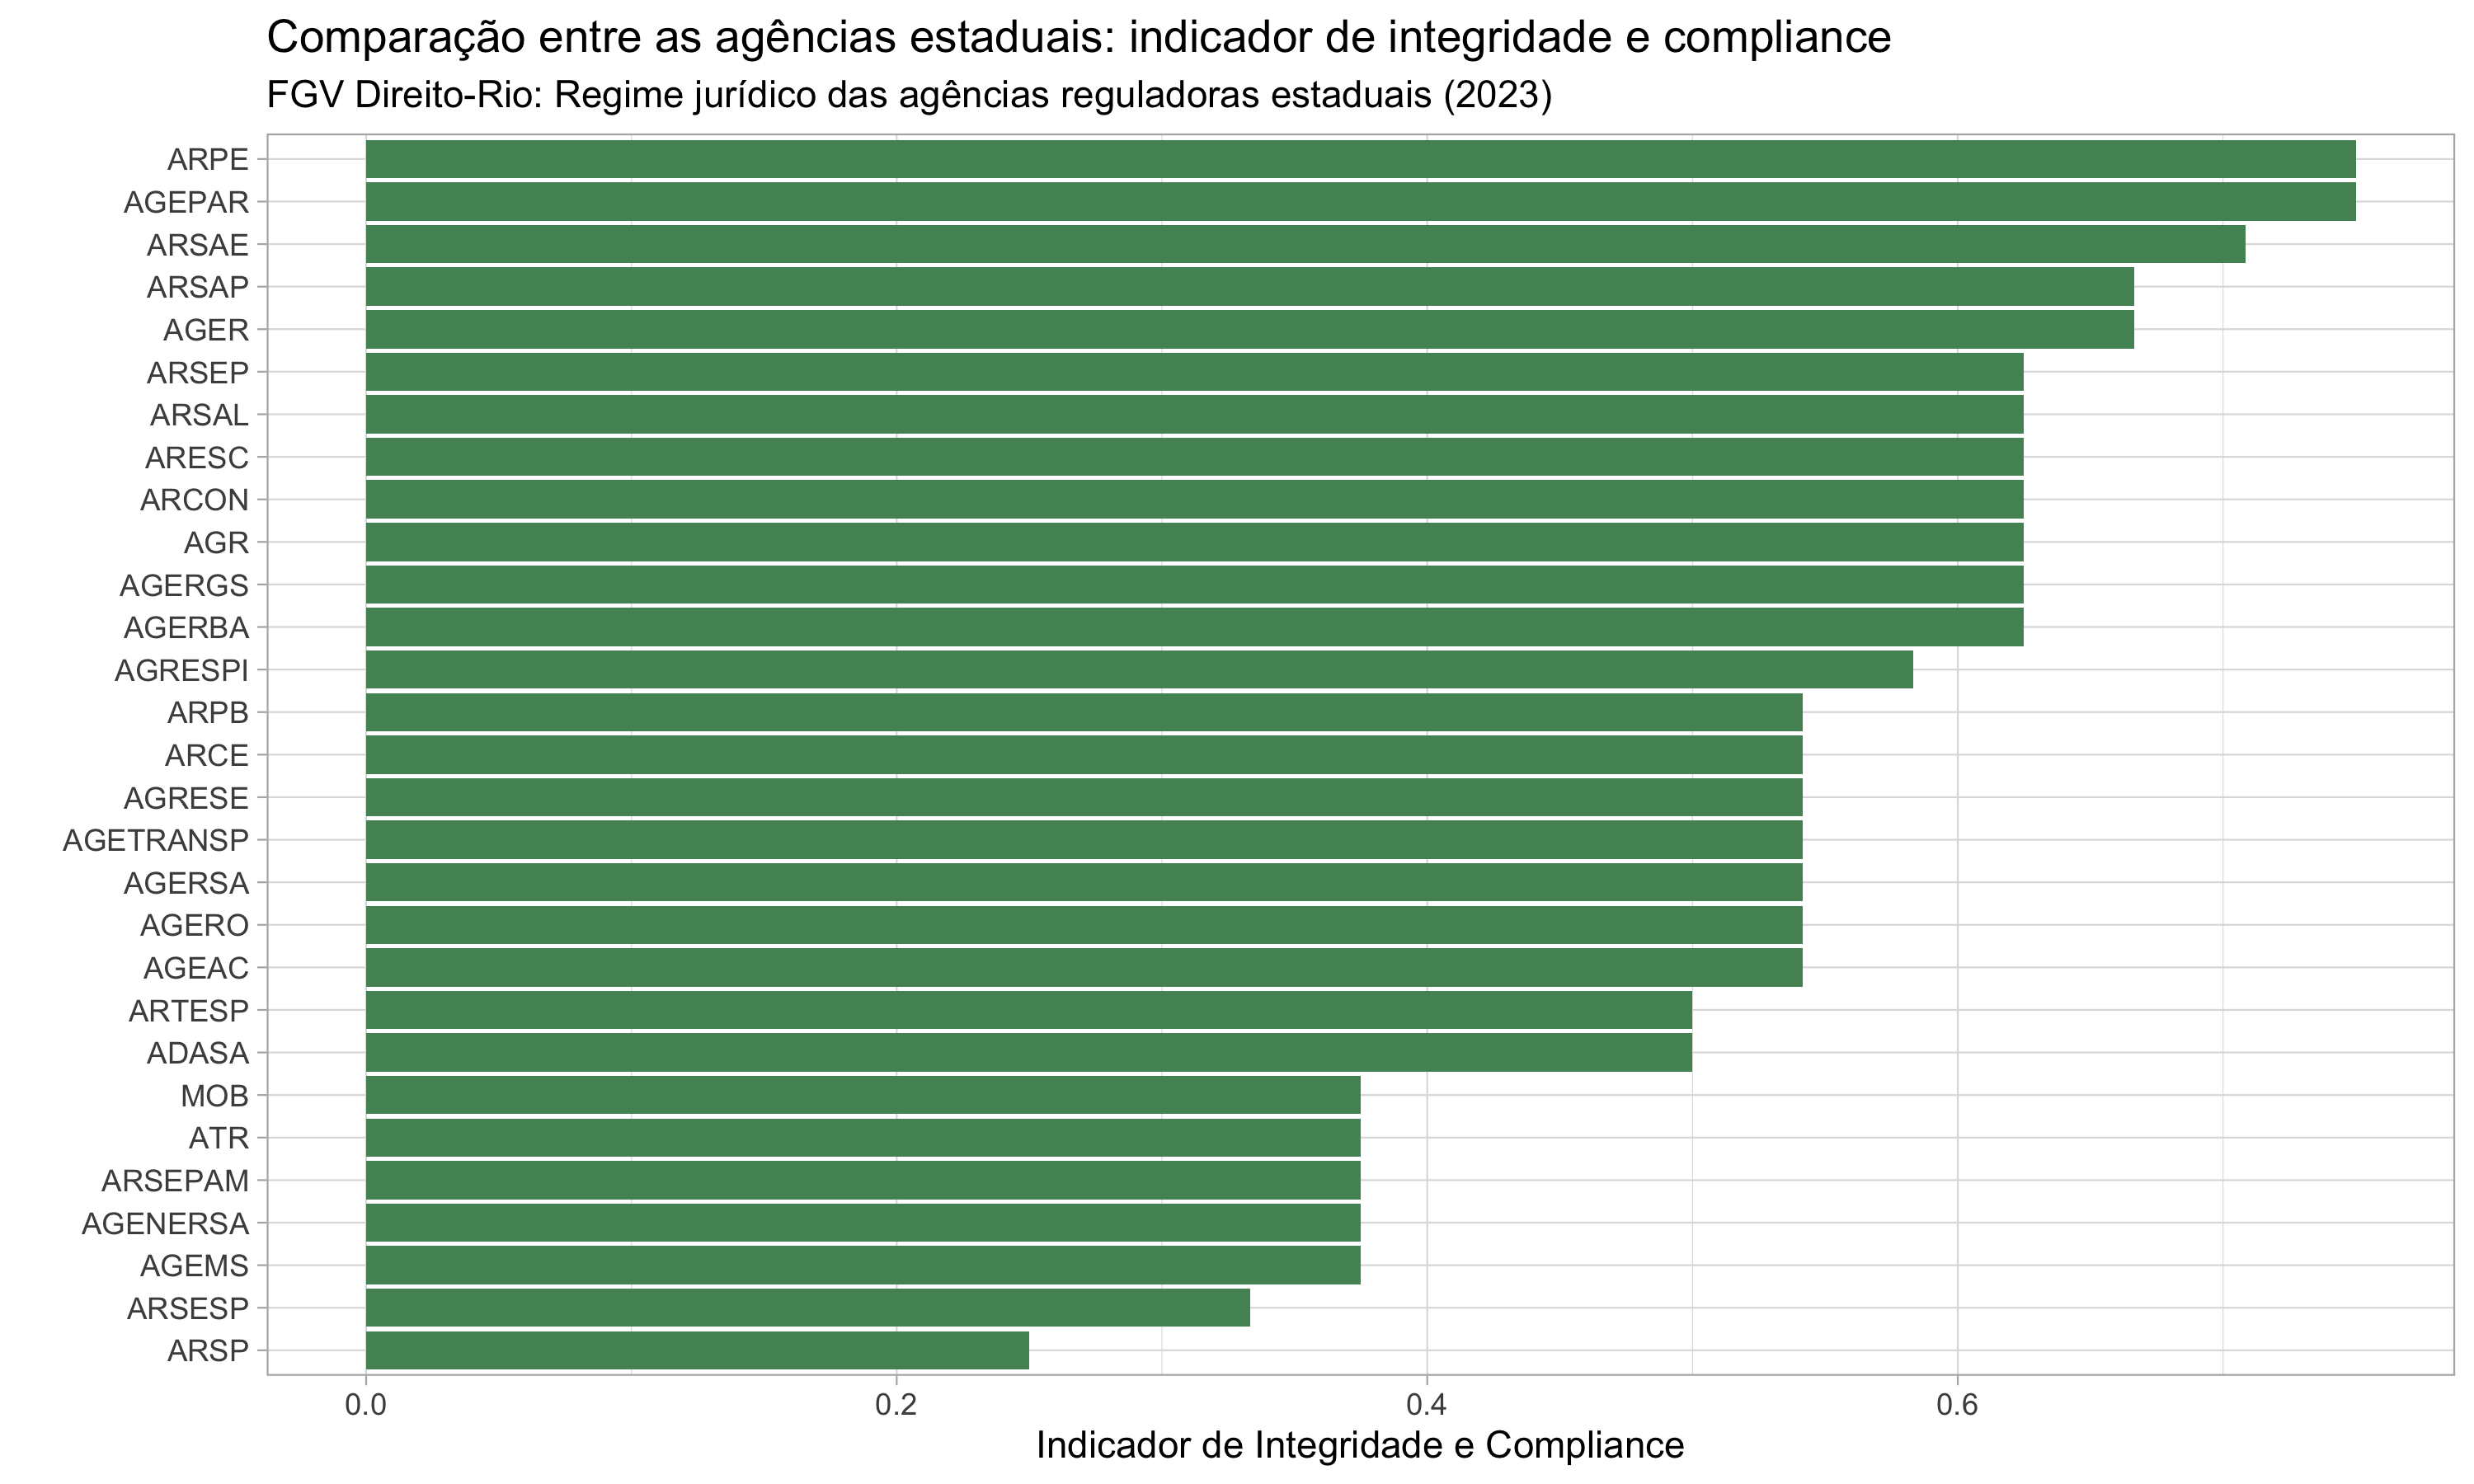 Comparação entre as agências estaduais: indicador de integridade e compliance
FGV Direito-Rio: Regime jurídico das agências reguladoras estaduais (2023)
ARPE
AGEPAR
ARSAE
ARSAP
AGER
ARSEP
ARSAL
ARESC
ARCON
AGR
AGERGS
AGERBA
AGRESPI
ARPB
ARCE
AGRESE
AGETRANSP
AGERSA
AGERO
AGEAC
ARTESP
ADASA
MOB
ATR
ARSEPAM
AGENERSA
AGEMS
ARSESP
ARSP
0.0 0.2 0.4 0.6
Indicador de Integridade e Compliance